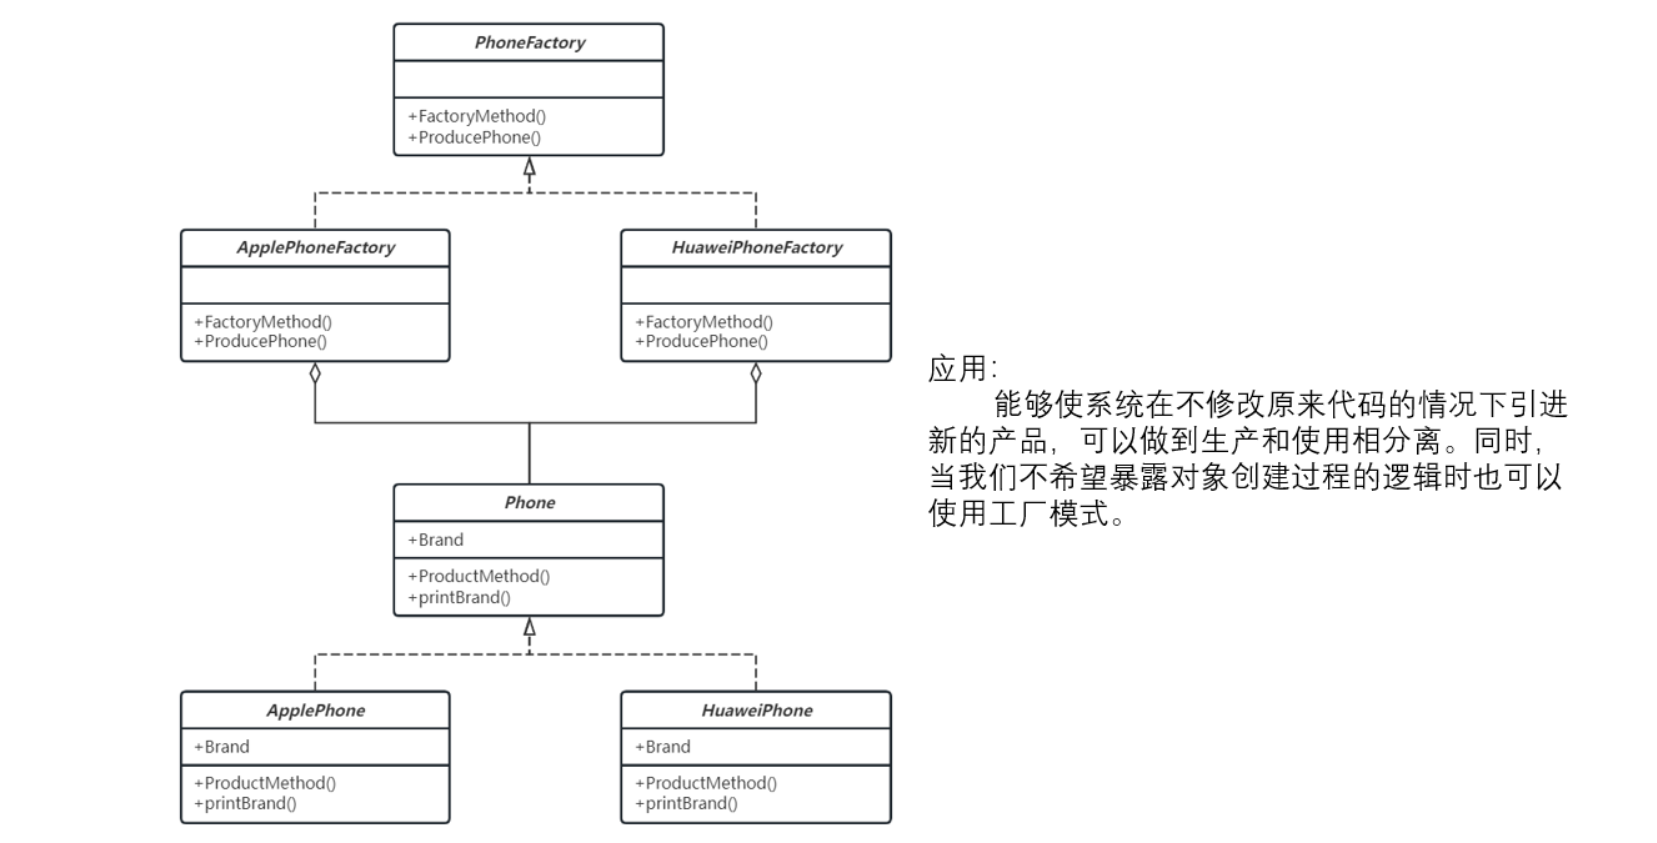 PhoneFactory
+FactoryMethod()
+ProducePhone()
ApplePhoneFactory
+FactoryMethod()
+ProducePhone()
HuaweiPhoneFactory
+FactoryMethod()
+ProducePhone()
Phone
+Brand
+ProductMethod()
+printBrand()
ApplePhone
+Brand
+ProductMethod()
+printBrand()
HuaweiPhone
+Brand
+ProductMethod()
+printBrand()
应用：
能够使系统在不修改原来代码的情况下引进
新的产品，可以做到生产和使用相分离。同时，
当我们不希望暴露对象创建过程的逻辑时也可以
使用工厂模式。